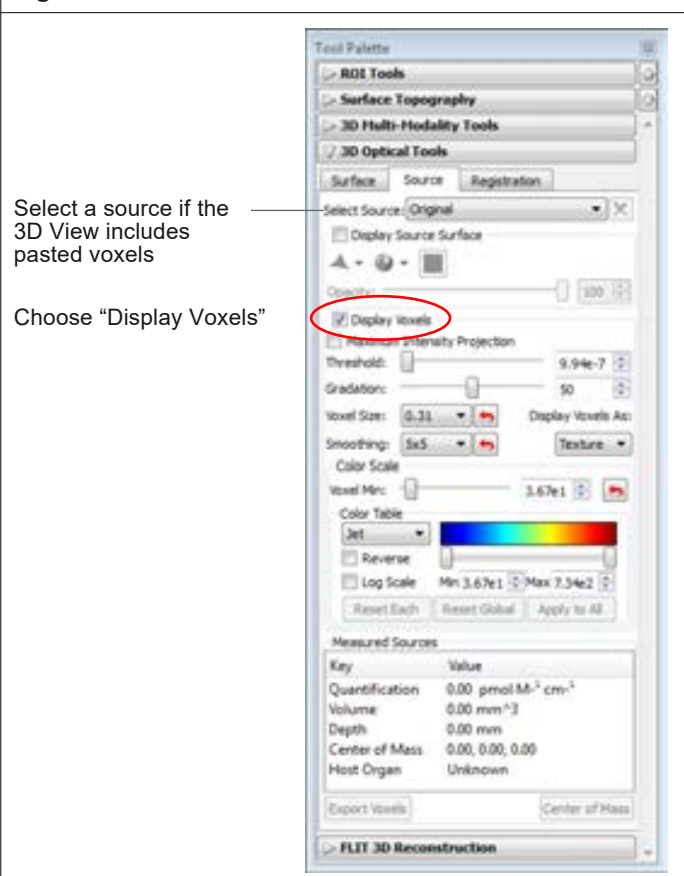 Tool Palette
ROI Tools
Surface Topography
3D Multi-Modality Tools
3D Optical Tools
Surface Source Registration
Select a source if the
3D View includes
pasted voxels
Select Source: Original
Display Source Surface
Opacity: 100
Choose “Display Voxels”
Display Voxels
Maximum Intensity Projection
Threshold: 9.94e-7
Gradation: 50
Voxel Size: 0.31 Display Voxels As:
Smoothing: 5x5 Texture
Color Scale
Voxel Min: 3.67e1
Color Table
Jet
Reverse
Log Scale Min 3.67e1 Max 7.34e2
Reset Each Reset Global Apply to All
Measured Sources
Key Value
Quantification 0.00 pmol M-1 cm-1
Volume 0.00 mm^3
Depth 0.00 mm
Center of Mass 0.00, 0.00, 0.00
Host Organ Unknown
Export Voxels Center of Mass
FLIT 3D Reconstruction